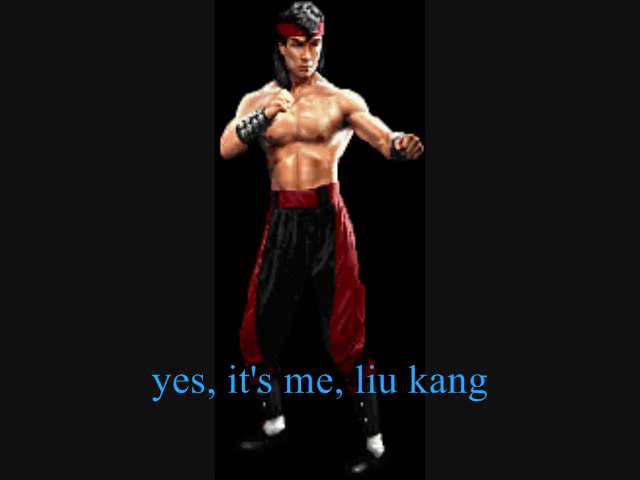 yes, it's me, liu kang